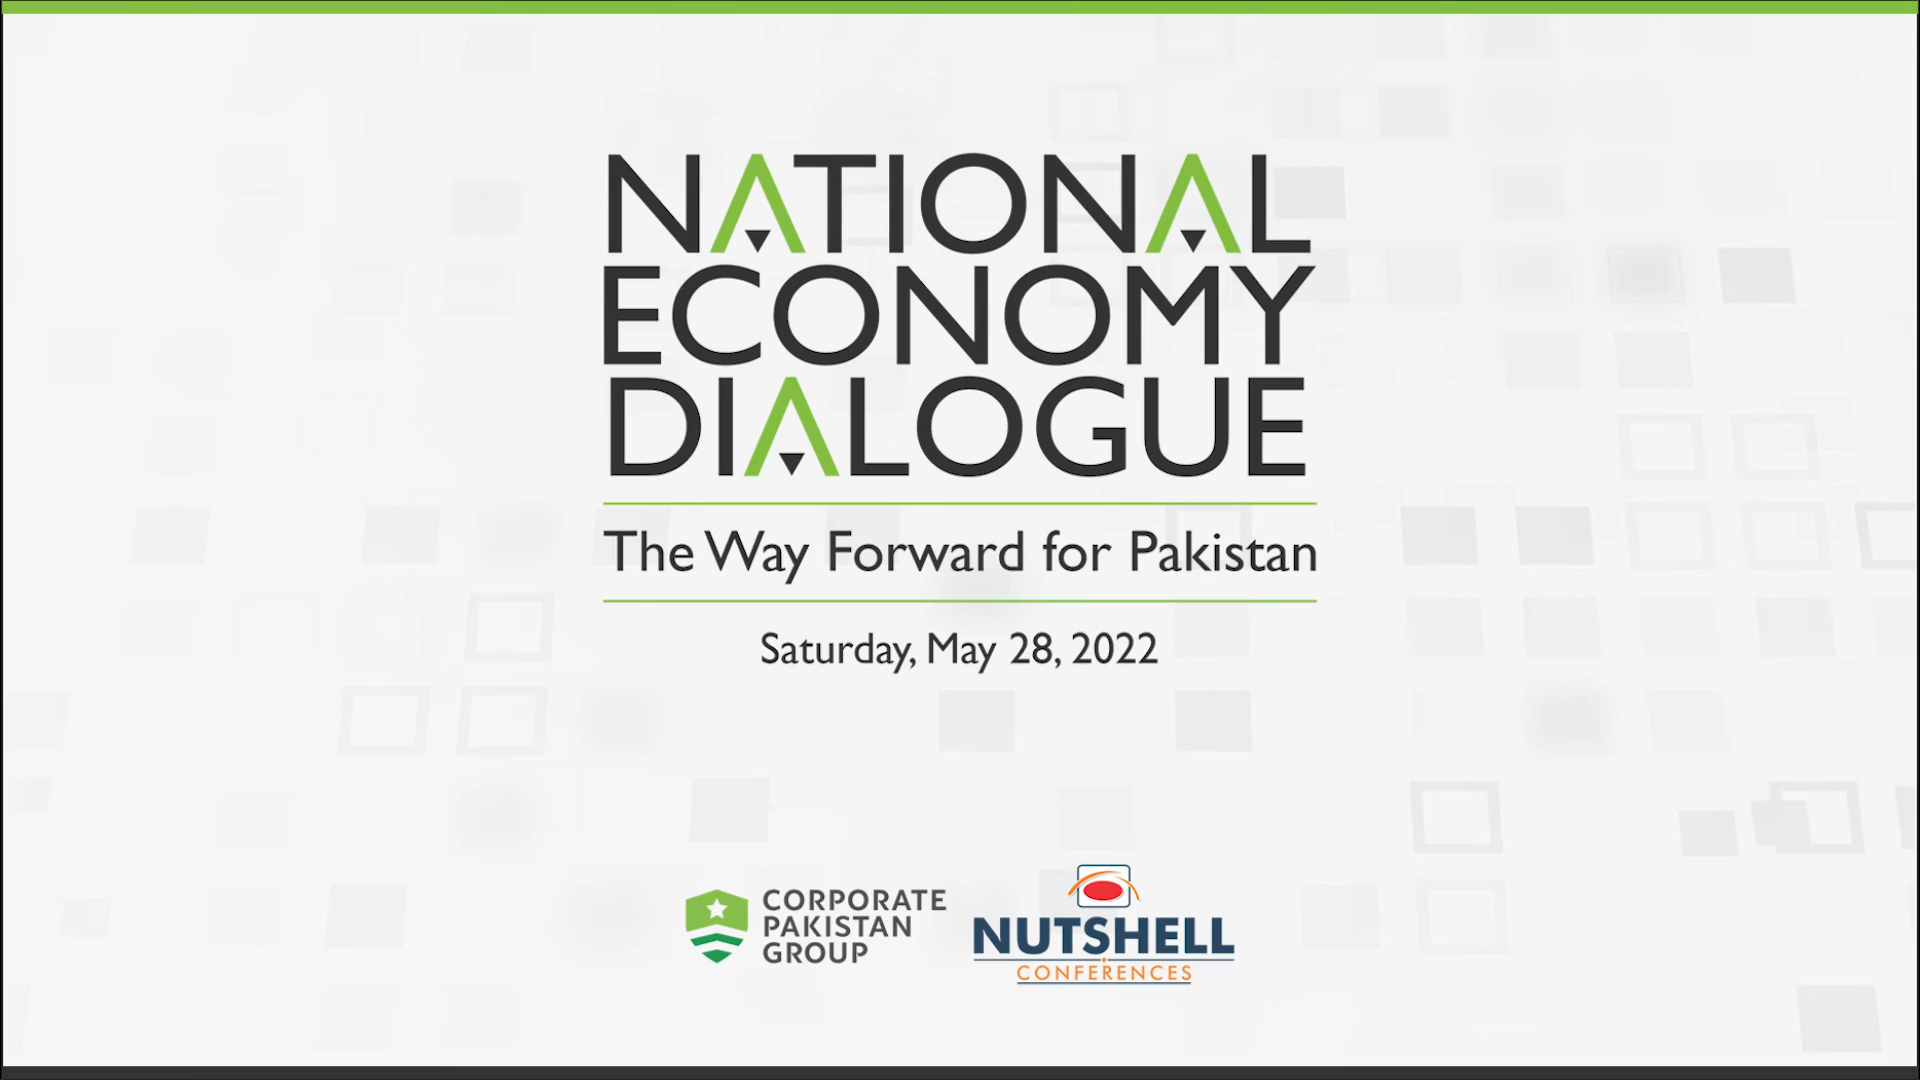 NATIONAL
ECONOMY
DIALOGUE
The Way Forward for Pakistan
Saturday, May 28, 2022
CORPORATE
PAKISTAN
GROUP
NUTSHELL
CONFERENCES